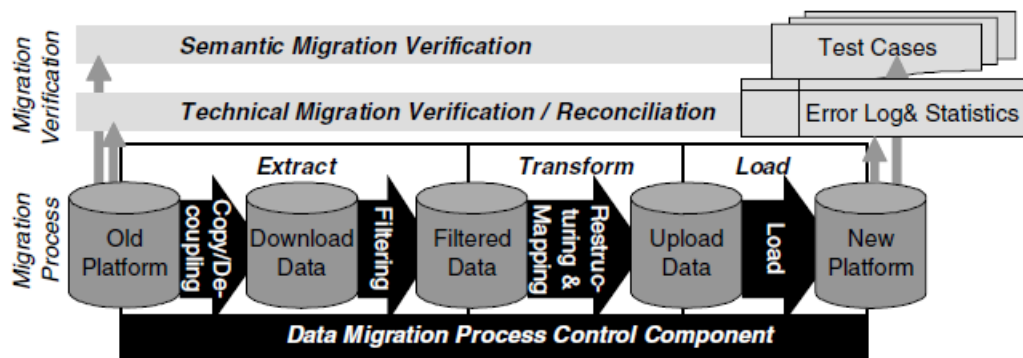 Migration
Verification
Semantic Migration Verification
Test Cases
Technical Migration Verification / Reconciliation
Error Log& Statistics
Migration
Process
Extract
Transform
Load
Old
Platform
Copy/De-
coupling
Download
Data
Filtering
Filtered
Data
Restruc-
turing &
Mapping
Upload
Data
Load
New
Platform
Data Migration Process Control Component